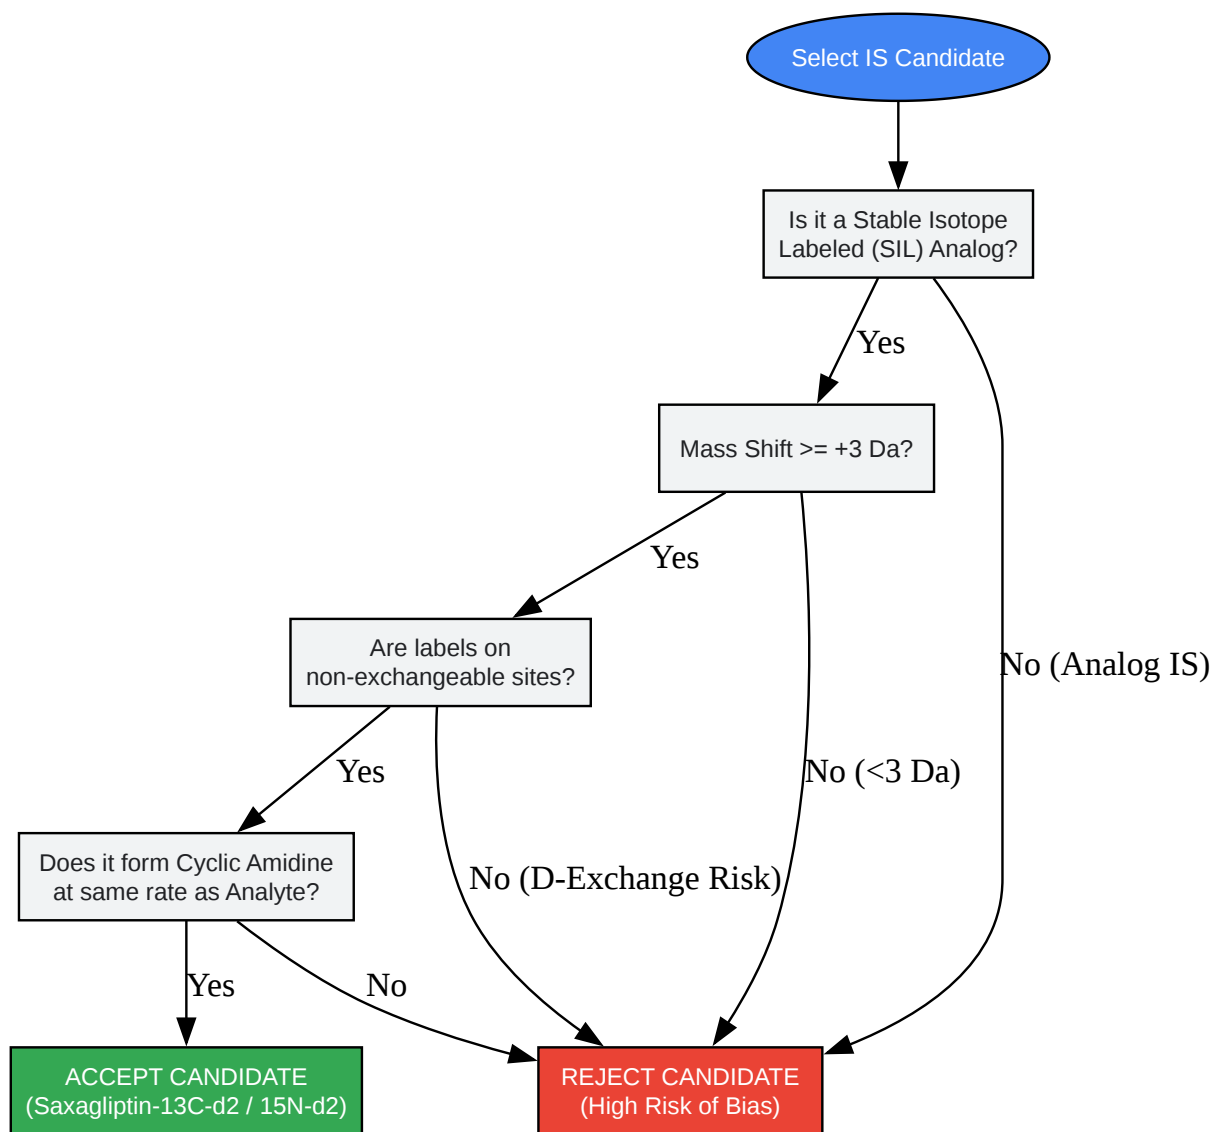 Select IS Candidate
Is it a Stable Isotope
Labeled (SIL) Analog?
Yes
Mass Shift >= +3 Da?
Yes
Are labels on
non-exchangeable sites?
No (Analog IS)
Yes
No (<3 Da)
Does it form Cyclic Amidine
at same rate as Analyte?
No (D-Exchange Risk)
Yes
No
ACCEPT CANDIDATE
(Saxagliptin-13C-d2 / 15N-d2)
REJECT CANDIDATE
(High Risk of Bias)